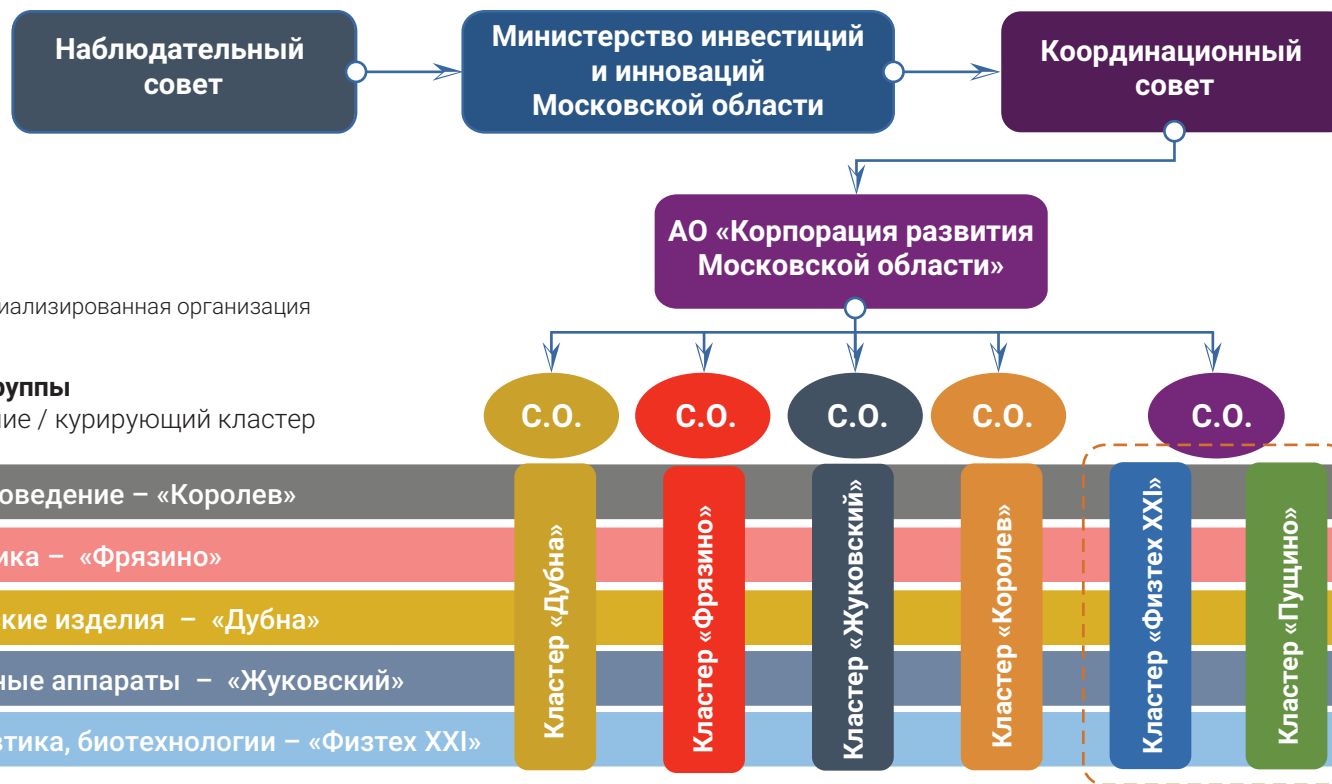 Наблюдательный
совет
Министерство инвестиций
и инноваций
Московской области
Координационный
совет
АО «Корпорация развития
Московской области»
иализированная организация
руппы
ние / курирующий кластер
С.О.
С.О.
С.О.
С.О.
С.О.
оведение – «Королев»
ика – «Фрязино»
ские изделия – «Дубна»
ные аппараты – «Жуковский»
втика, биотехнологии – «Физтех XXI»
Кластер «Дубна»
Кластер «Фрязино»
Кластер «Жуковский»
Кластер «Королев»
Кластер «Физтех XXI»
Кластер «Пущино»